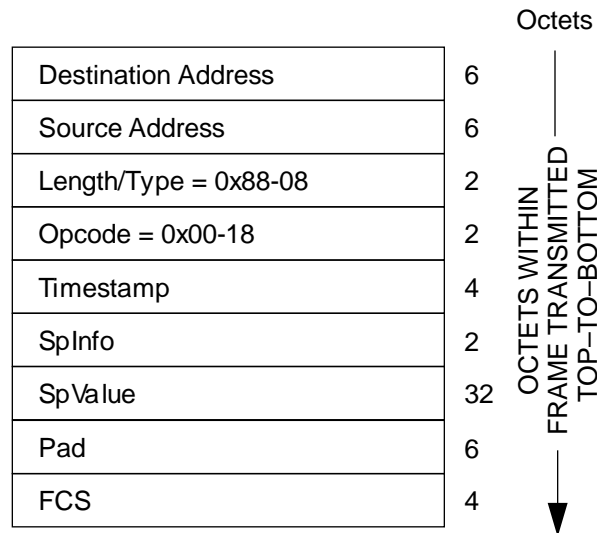 Octets
Destination Address 6
Source Address 6
Length/Type = 0x88-08 2
Opcode = 0x00-18 2
Timestamp 4
SpInfo 2
SpValue 32
Pad 6
FCS 4
OCTETS WITHIN
FRAME TRANSMITTED
TOP–TO–BOTTOM